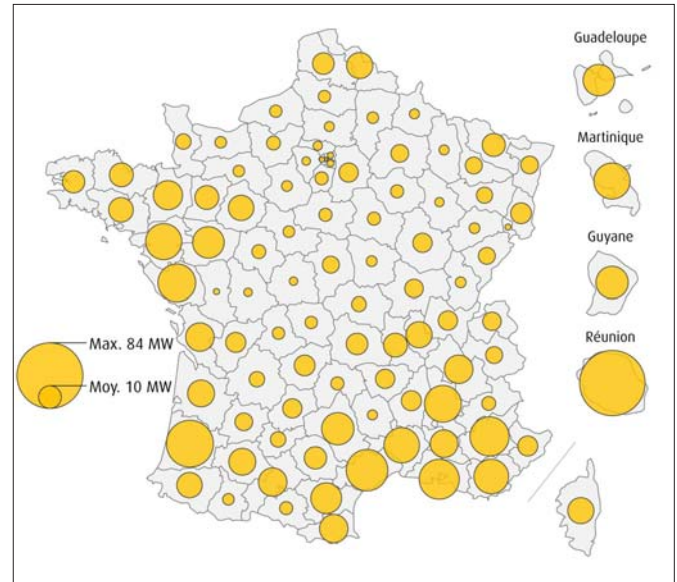 Guadeloupe
Martinique
Guyane
Réunion
Max. 84 MW
Moy. 10 MW